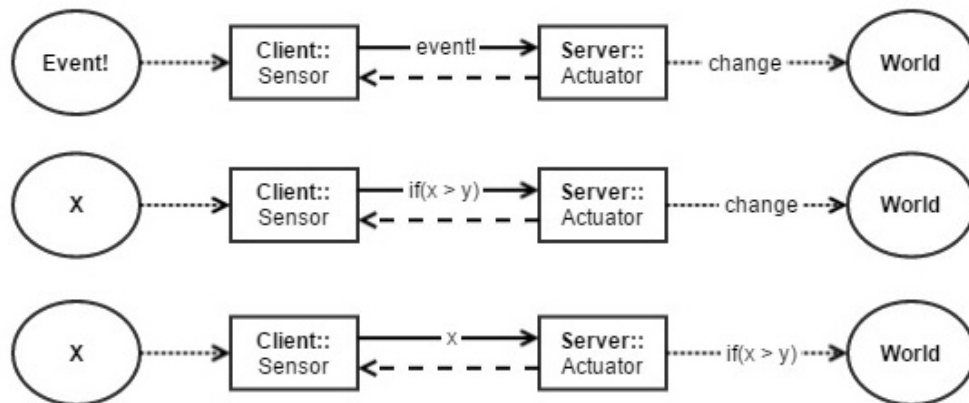 Event!
Client::
Sensor
event!
Server::
Actuator
change
World
X
Client::
Sensor
if(x > y)
Server::
Actuator
change
World
X
Client::
Sensor
x
Server::
Actuator
if(x > y)
World